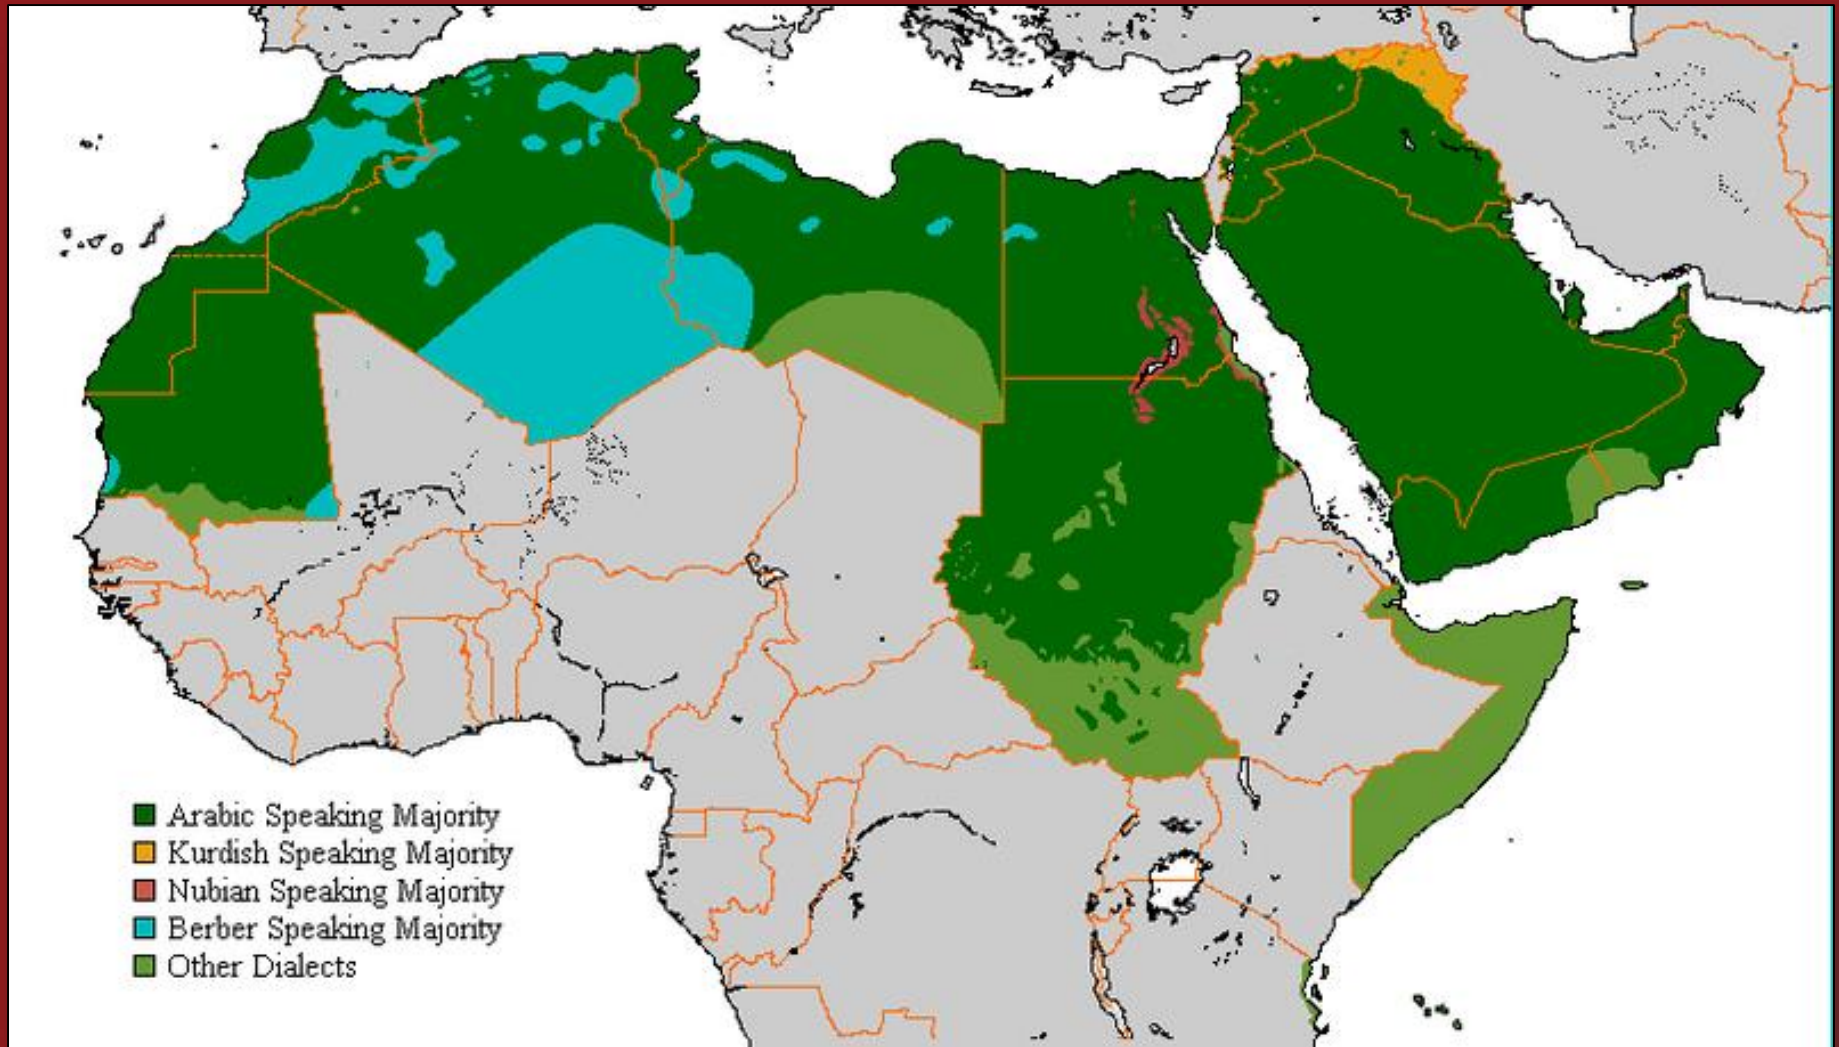 Arabic Speaking Majority
Kurdish Speaking Majority
Nubian Speaking Majority
Berber Speaking Majority
Other Dialects